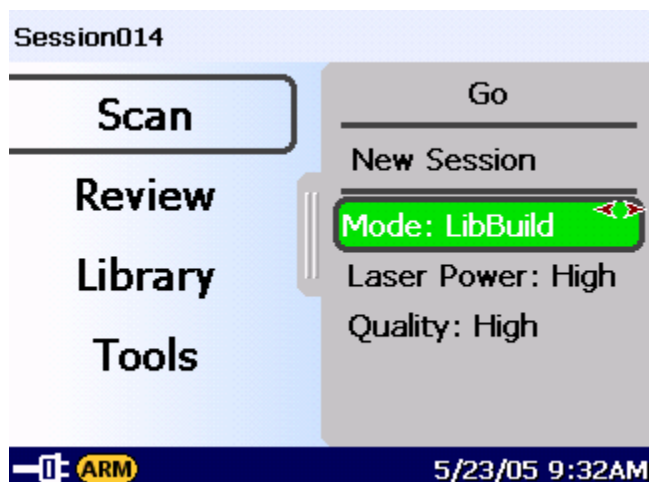 Session014
Scan
Review
Library
Tools
Go
New Session
Mode: LibBuild
Laser Power: High
Quality: High
ARM
5/23/05 9:32AM